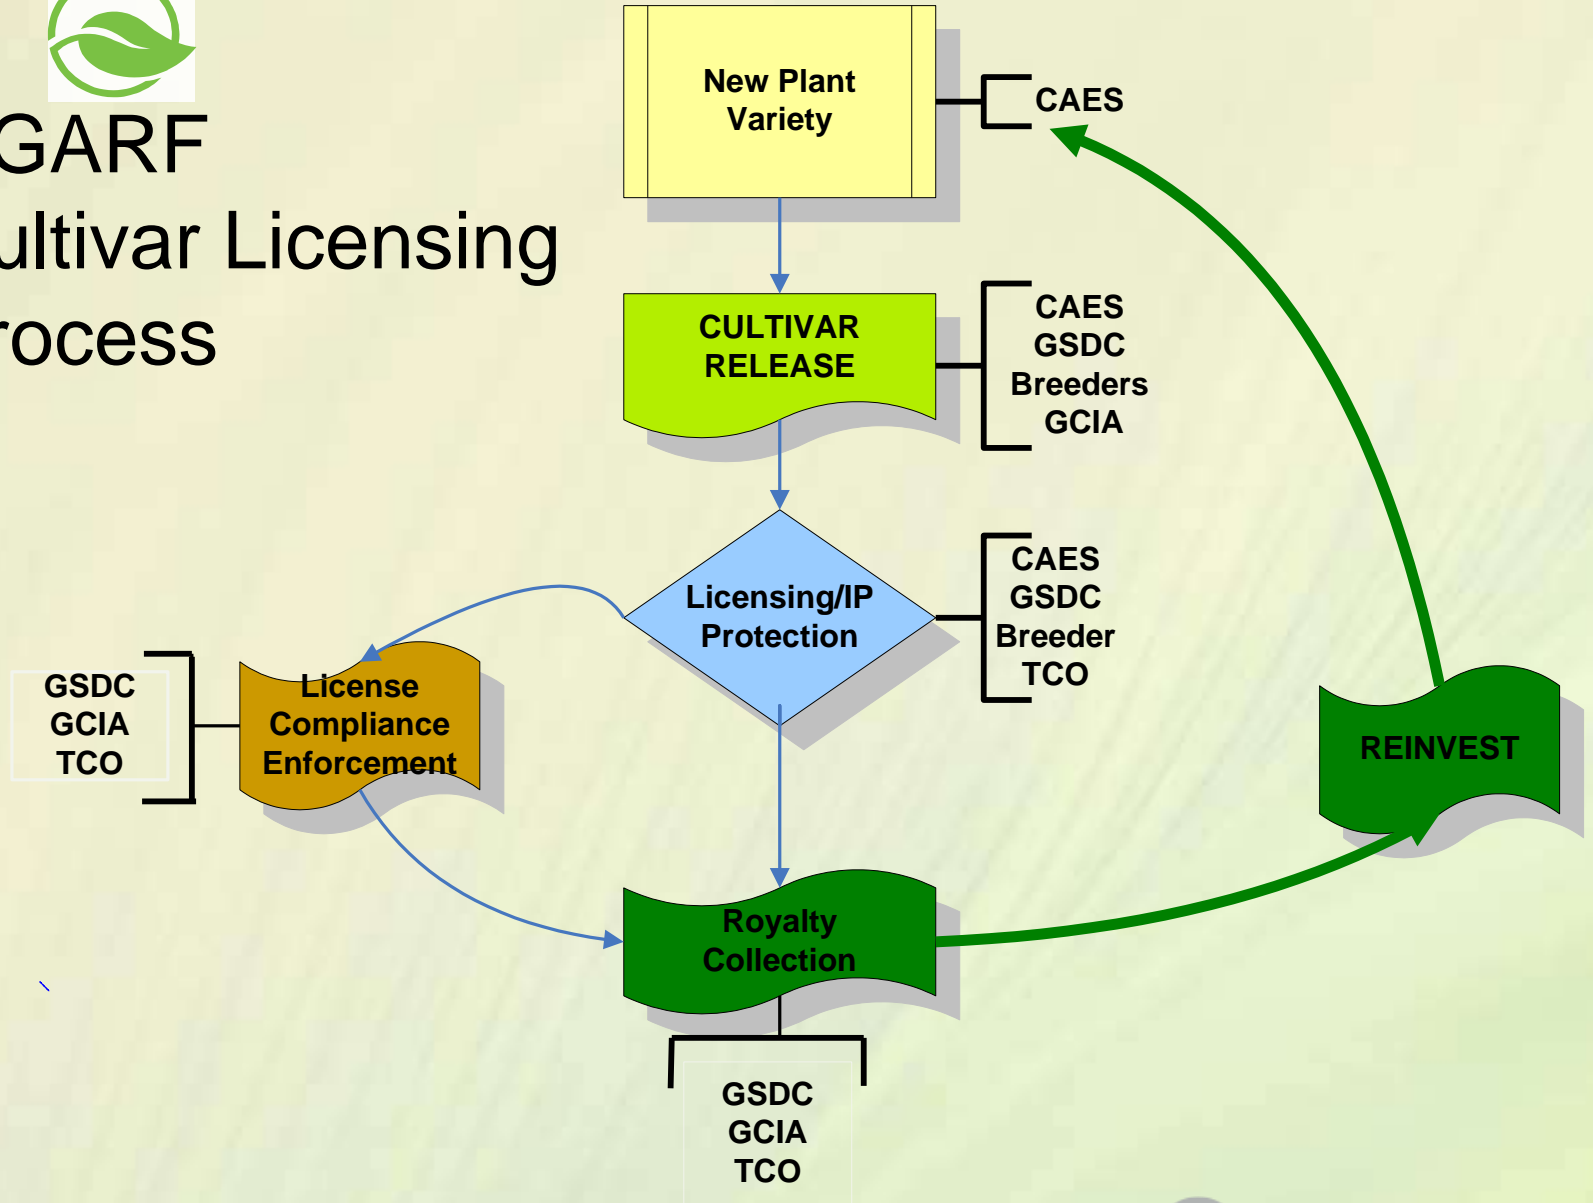 GARF
ultivar Licensing
rocess
New Plant
Variety
CAES
CULTIVAR
RELEASE
CAES
GSDC
Breeders
GCIA
Licensing/IP
Protection
CAES
GSDC
Breeder
TCO
GSDC
GCIA
TCO
License
Compliance
Enforcement
REINVEST
Royalty
Collection
GSDC
GCIA
TCO